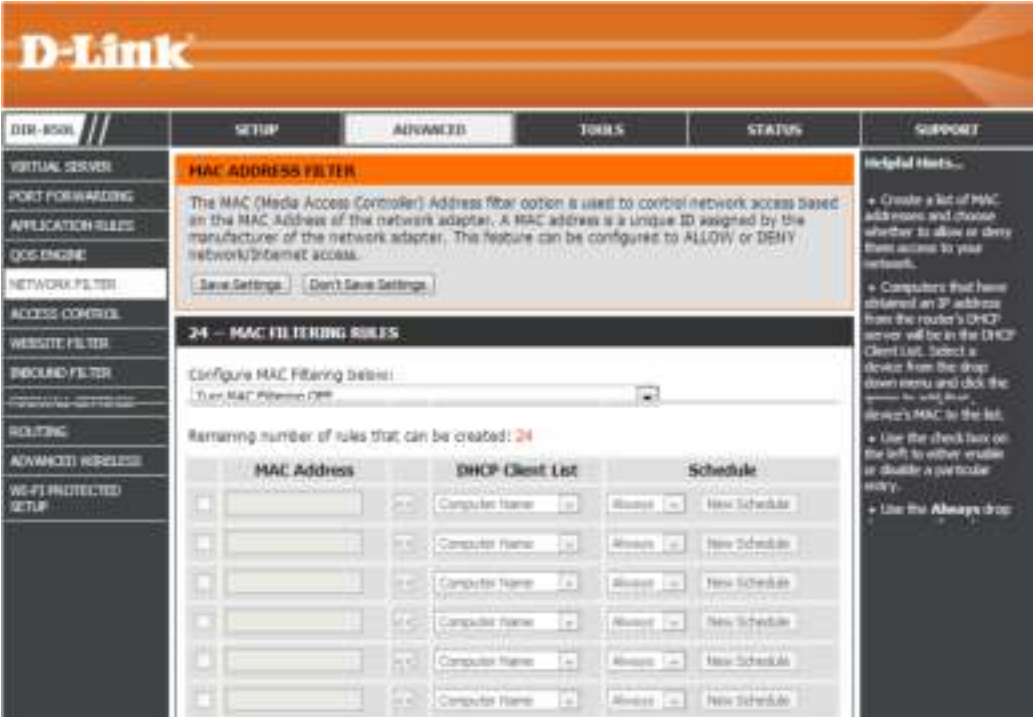 D-Link
DIR-850L
SETUP
ADVANCED
TOOLS
STATUS
SUPPORT
VIRTUAL SERVER
PORT FORWARDING
APPLICATION RULES
QOS ENGINE
NETWORK FILTER
ACCESS CONTROL
WEBSITE FILTER
INBOUND FILTER
FIREWALL SETTINGS
ROUTING
ADVANCED WIRELESS
WI-FI PROTECTED
SETUP
MAC ADDRESS FILTER
The MAC (Media Access Controller) Address filter option is used to control network access based
on the MAC Address of the network adapter. A MAC address is a unique ID assigned by the
manufacturer of the network adapter. This feature can be configured to ALLOW or DENY
network/Internet access.
Save Settings
Don't Save Settings
24 -- MAC FILTERING RULES
Configure MAC Filtering below:
Turn MAC Filtering OFF
Remaining number of rules that can be created: 24
MAC Address
DHCP Client List
Schedule
<< Computer Name Always New Schedule
<< Computer Name Always New Schedule
<< Computer Name Always New Schedule
<< Computer Name Always New Schedule
<< Computer Name Always New Schedule
<< Computer Name Always New Schedule
Helpful Hints...
• Create a list of MAC
addresses and choose
whether to allow or deny
them access to your
network.
• Computers that have
obtained an IP address
from the router's DHCP
server will be in the DHCP
Client List. Select a
device from the drop
down menu and click the
device's MAC to the list.
• Use the check box on
the left to either enable
or disable a particular
entry.
• Use the Always drop